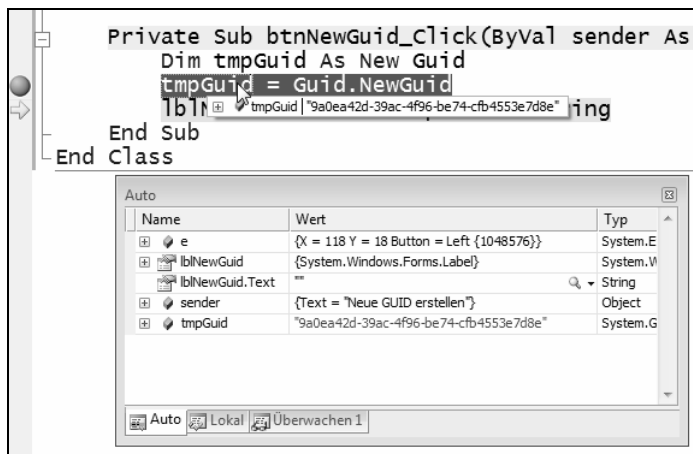 Private Sub btnNewGuid_Click(ByVal sender As
Dim tmpGuid As New Guid
tmpGuid = Guid.NewGuid
tmpGuid "9a0ea42d-39ac-4f96-be74-cfb4553e7d8e"
End Sub
End Class
Auto
Name Wert Typ
e {X = 118 Y = 18 Button = Left {1048576}} System.E
lblNewGuid {System.Windows.Forms.Label} System.W
lblNewGuid.Text "" String
sender {Text = "Neue GUID erstellen"} Object
tmpGuid "9a0ea42d-39ac-4f96-be74-cfb4553e7d8e" System.G
Auto Lokal Überwachen 1